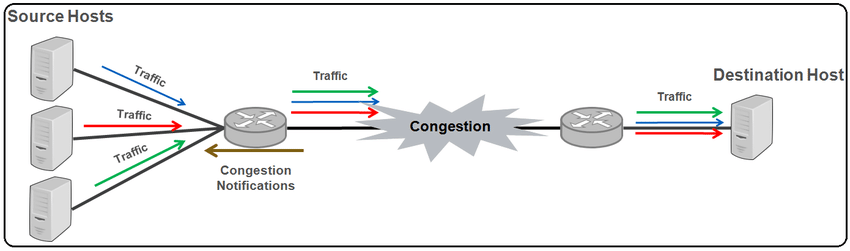 Source Hosts
Traffic
Traffic
Traffic
Traffic
Congestion
Notifications
Congestion
Traffic
Destination Host